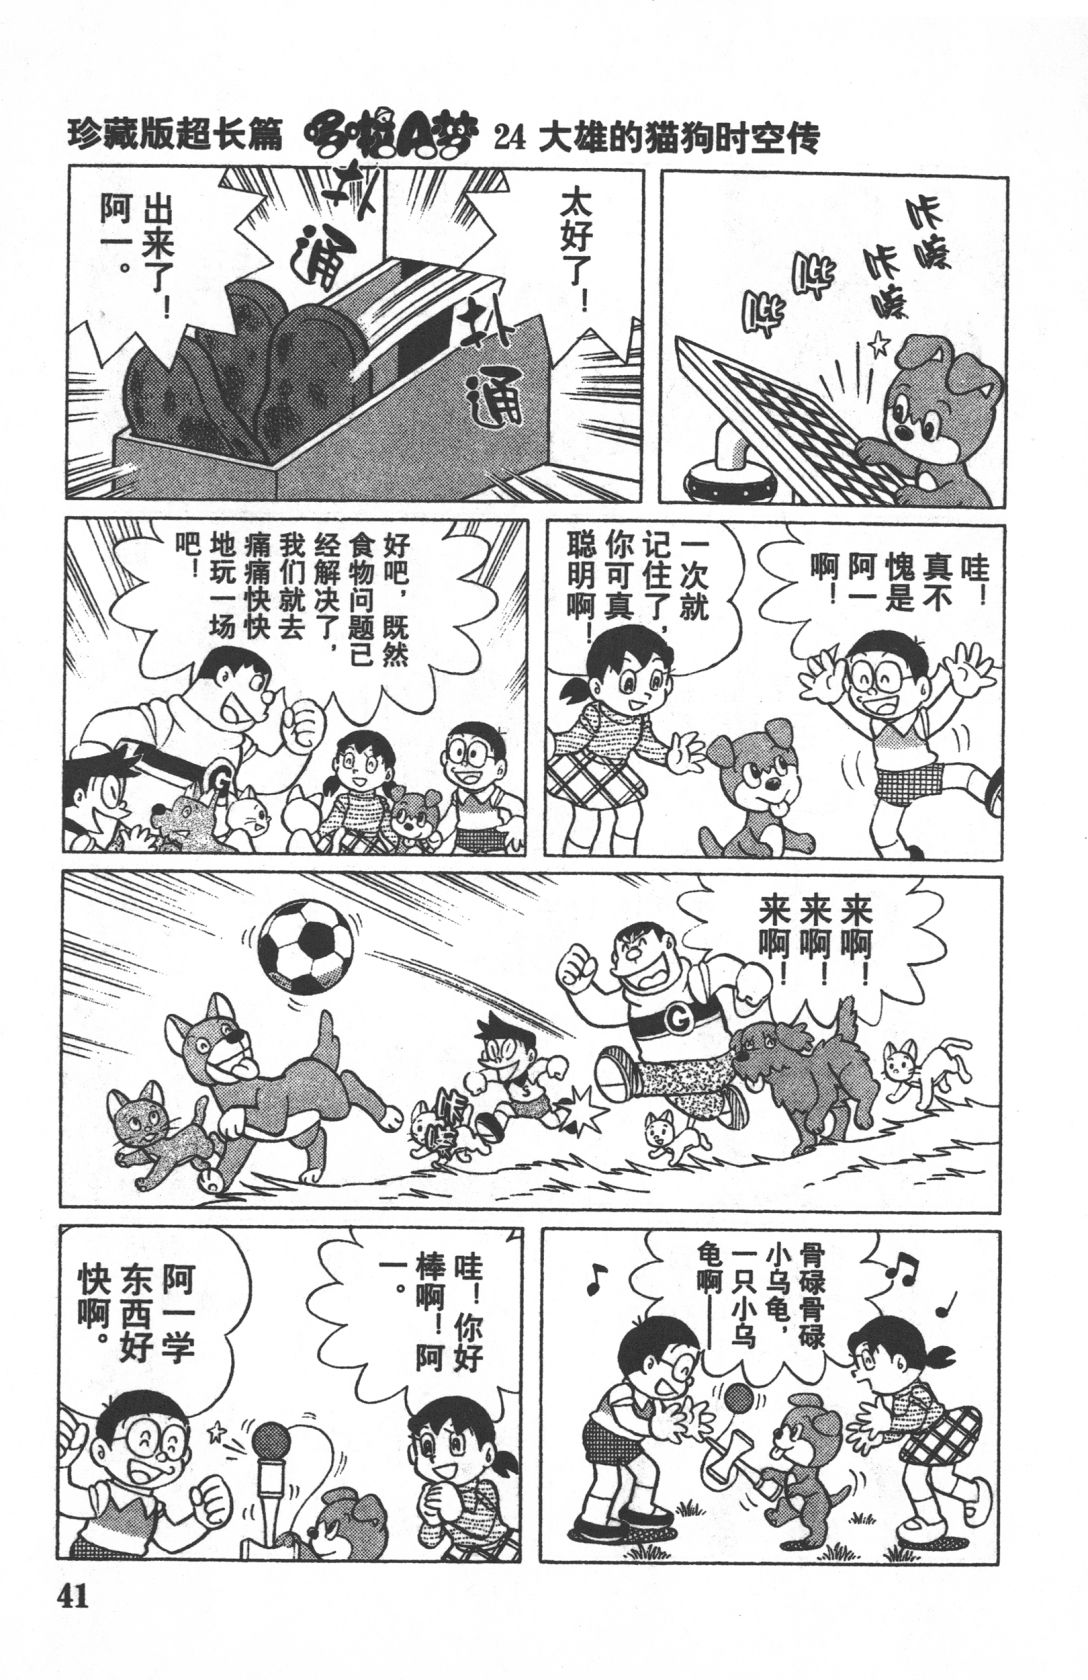 珍藏版超长篇 哆啦A梦 24 大雄的猫狗时空传
咔嚓
咔嚓
太好了！
扑通
扑通
出来了！
阿一。
哇！
真不
愧是
阿一
啊！
一次就
记住了，
你可真
聪明啊！
好吧，既然
食物问题已
经解决了，
我们就去
痛痛快快
地玩一场
吧！
G
来啊！
来啊！
来啊！
G
S
骨碌骨碌
小乌龟，
一只小乌
龟啊——
哇！你好
棒啊！阿
一。
阿一学
东西好
快啊。
41